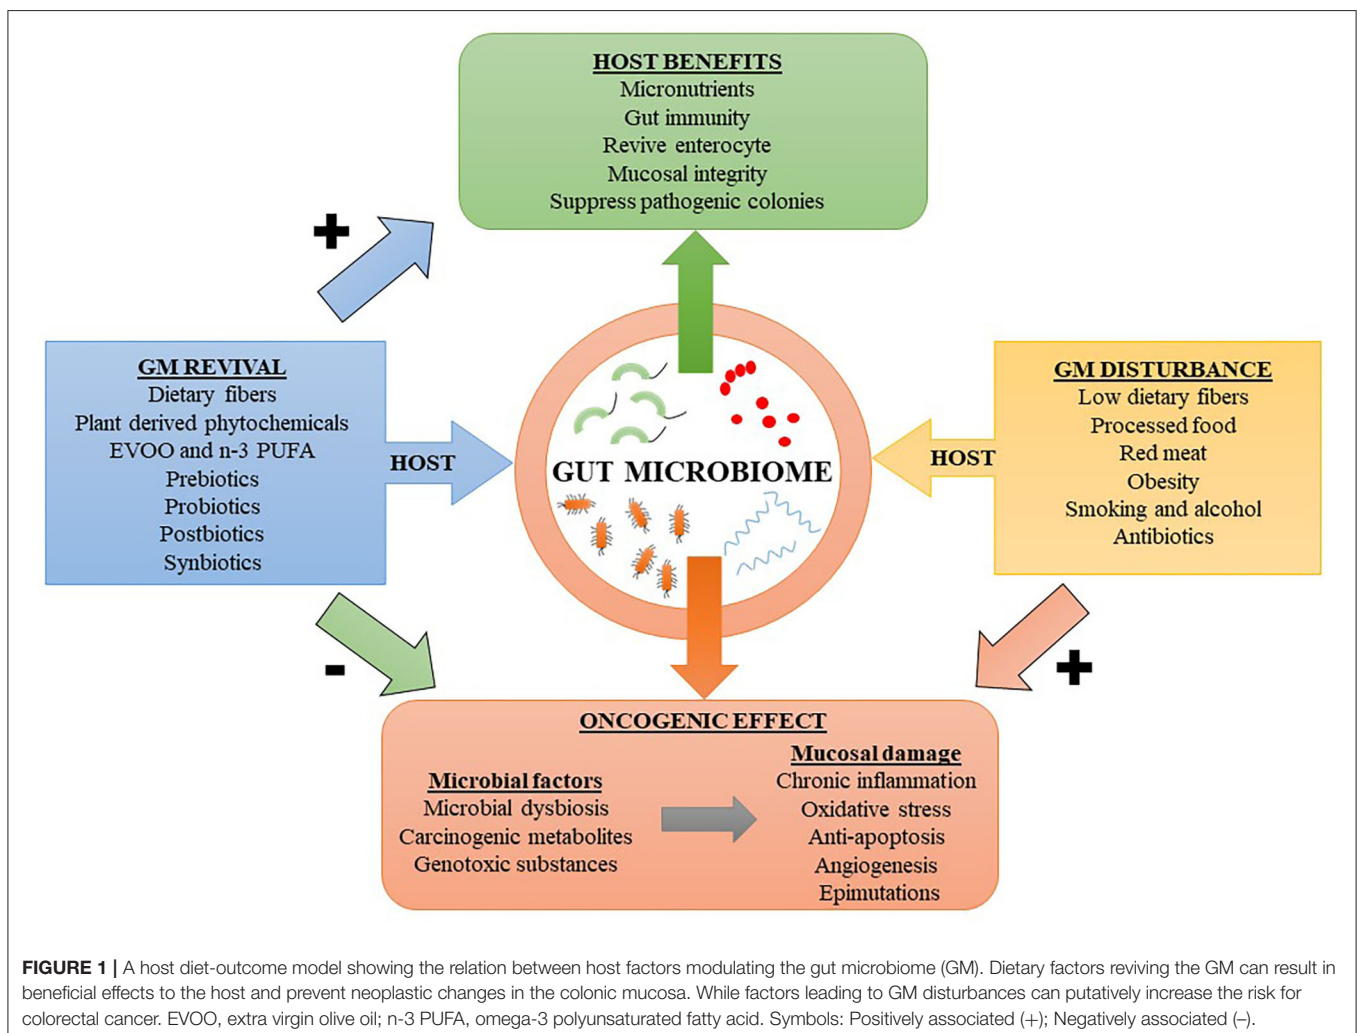 HOST BENEFITS
Micronutrients
Gut immunity
Revive enterocyte
Mucosal integrity
Suppress pathogenic colonies
+
GM REVIVAL
Dietary fibers
Plant derived phytochemicals
EVOO and n-3 PUFA
Prebiotics
Probiotics
Postbiotics
Synbiotics
HOST
GUT MICROBIOME
HOST
GM DISTURBANCE
Low dietary fibers
Processed food
Red meat
Obesity
Smoking and alcohol
Antibiotics
-
+
ONCOGENIC EFFECT
Microbial factors
Microbial dysbiosis
Carcinogenic metabolites
Genotoxic substances
Mucosal damage
Chronic inflammation
Oxidative stress
Anti-apoptosis
Angiogenesis
Epimutations
FIGURE 1 | A host diet-outcome model showing the relation between host factors modulating the gut microbiome (GM). Dietary factors reviving the GM can result in
beneficial effects to the host and prevent neoplastic changes in the colonic mucosa. While factors leading to GM disturbances can putatively increase the risk for
colorectal cancer. EVOO, extra virgin olive oil; n-3 PUFA, omega-3 polyunsaturated fatty acid. Symbols: Positively associated (+); Negatively associated (–).